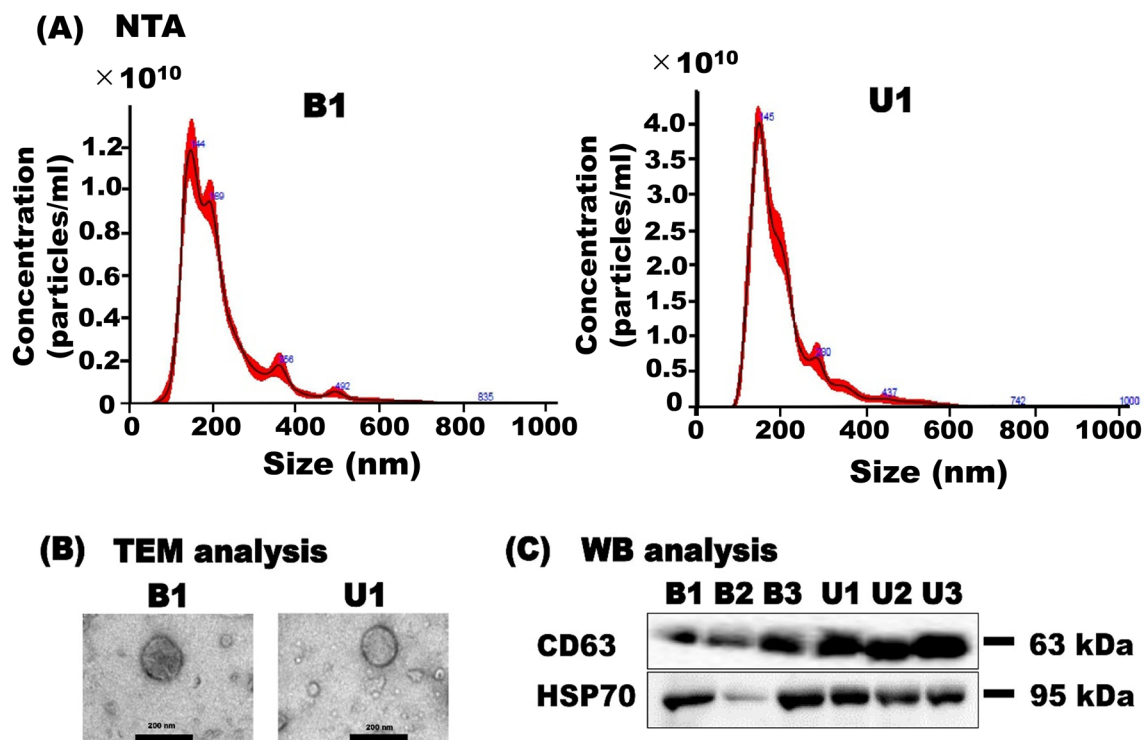 (A) NTA
× 10¹⁰
B1
Concentration
(particles/ml)
1.2
1.0
0.8
0.6
0.4
0.2
0
144
189
356
492
835
0 200 400 600 800 1000
Size (nm)
× 10¹⁰
U1
Concentration
(particles/ml)
4.0
3.5
3.0
2.5
2.0
1.5
1.0
0.5
0
145
280
437
742
1000
0 200 400 600 800 1000
Size (nm)
(B) TEM analysis
B1 U1
200 nm 200 nm
(C) WB analysis
B1 B2 B3 U1 U2 U3
CD63 63 kDa
HSP70 95 kDa